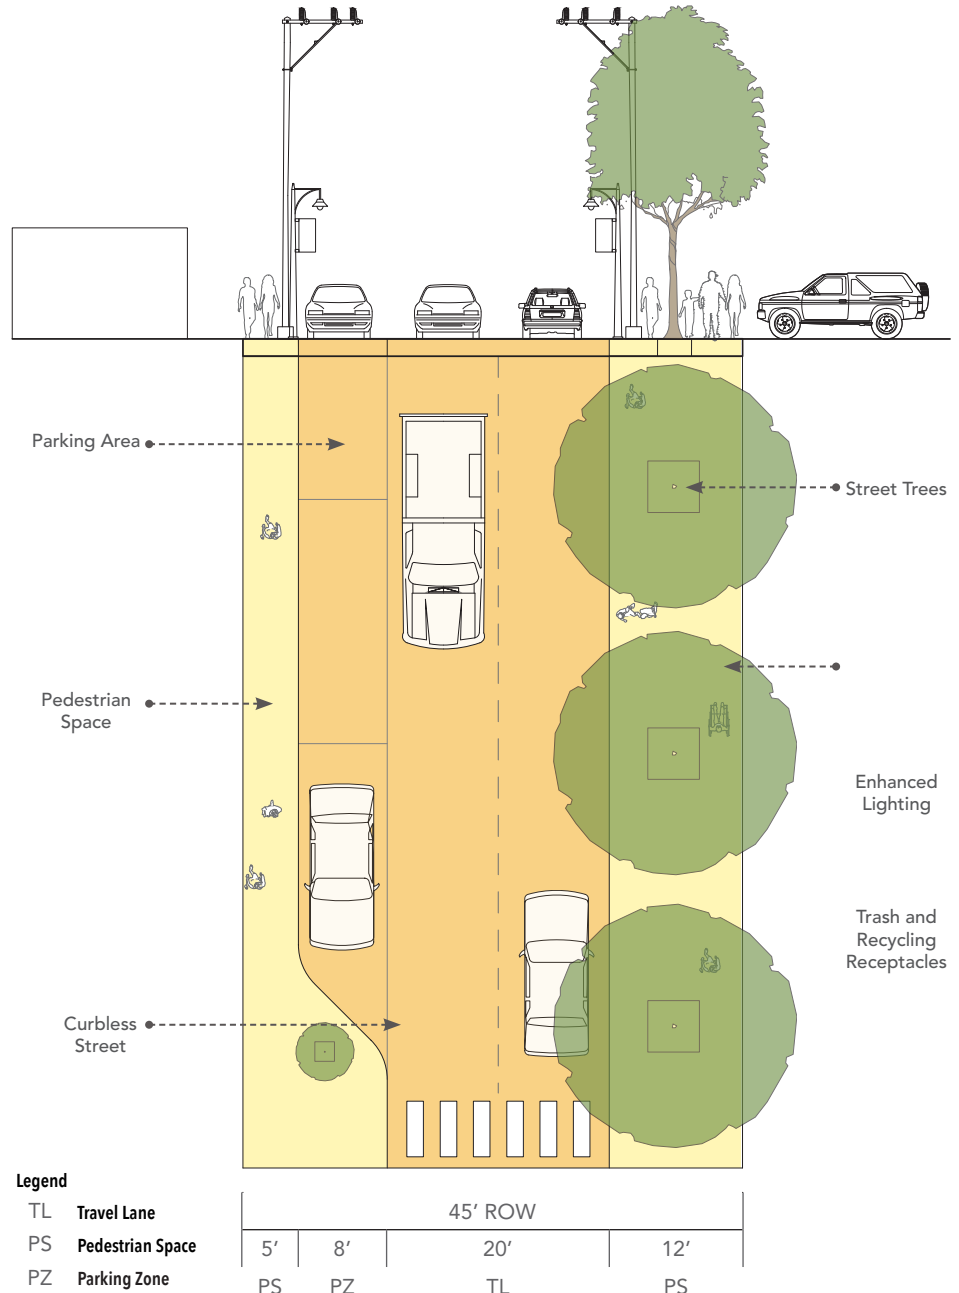 Parking Area
Street Trees
Pedestrian
Space
Enhanced
Lighting
Trash and
Recycling
Receptacles
Curbless
Street
Legend
TL Travel Lane
PS Pedestrian Space
PZ Parking Zone
45’ ROW
5’ 8’ 20’ 12’
PS PZ TL PS